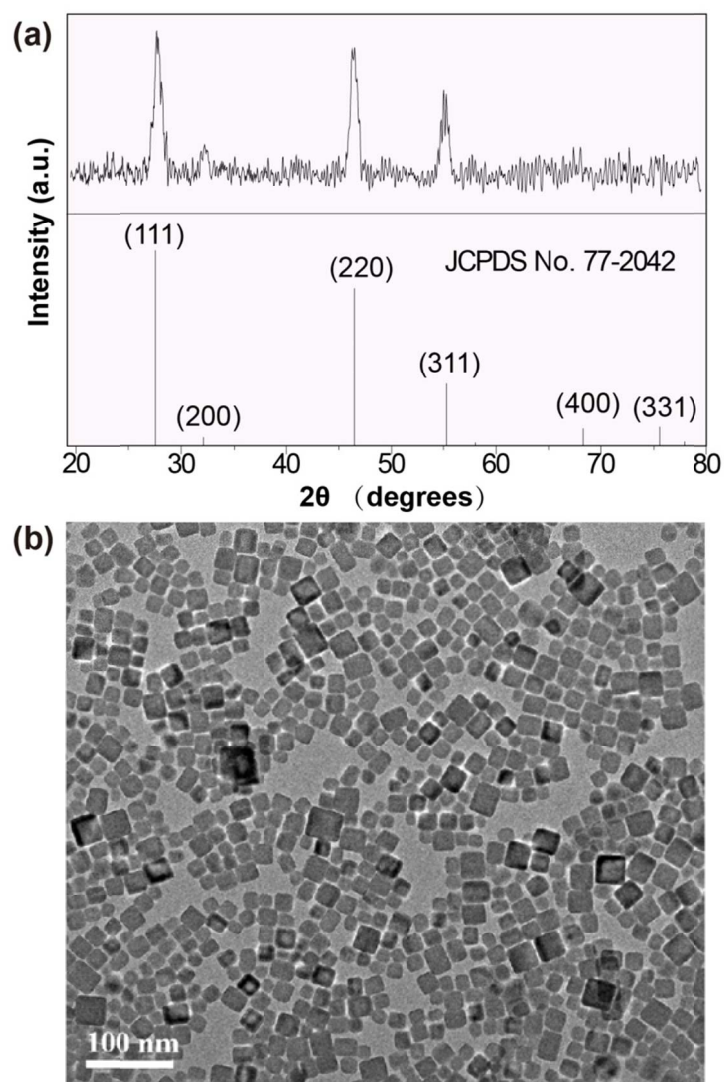 (a)
Intensity (a.u.)
(111)
(220)
JCPDS No. 77-2042
(311)
(200)
(400)
(331)
20 30 40 50 60 70 80
2θ （degrees）
(b)
100 nm